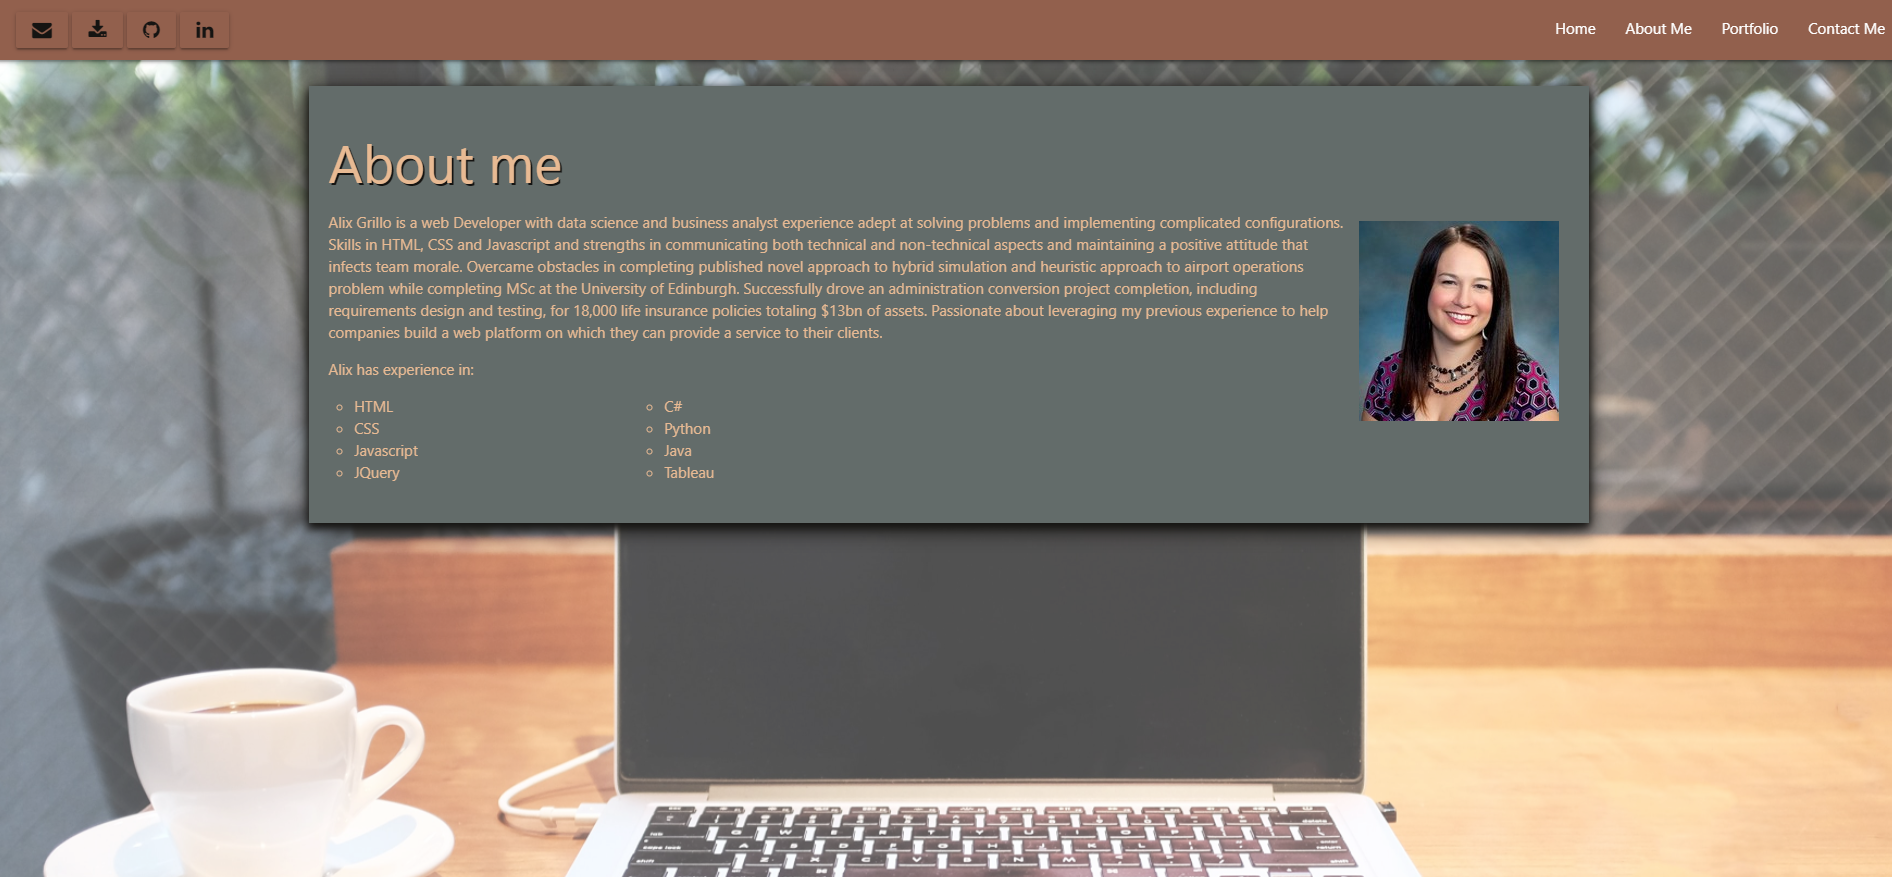 Home About Me Portfolio Contact Me
About me
Alix Grillo is a web Developer with data science and business analyst experience adept at solving problems and implementing complicated configurations.
Skills in HTML, CSS and Javascript and strengths in communicating both technical and non-technical aspects and maintaining a positive attitude that
infects team morale. Overcame obstacles in completing published novel approach to hybrid simulation and heuristic approach to airport operations
problem while completing MSc at the University of Edinburgh. Successfully drove an administration conversion project completion, including
requirements design and testing, for 18,000 life insurance policies totaling $13bn of assets. Passionate about leveraging my previous experience to help
companies build a web platform on which they can provide a service to their clients.
Alix has experience in:
HTML
CSS
Javascript
JQuery
C#
Python
Java
Tableau